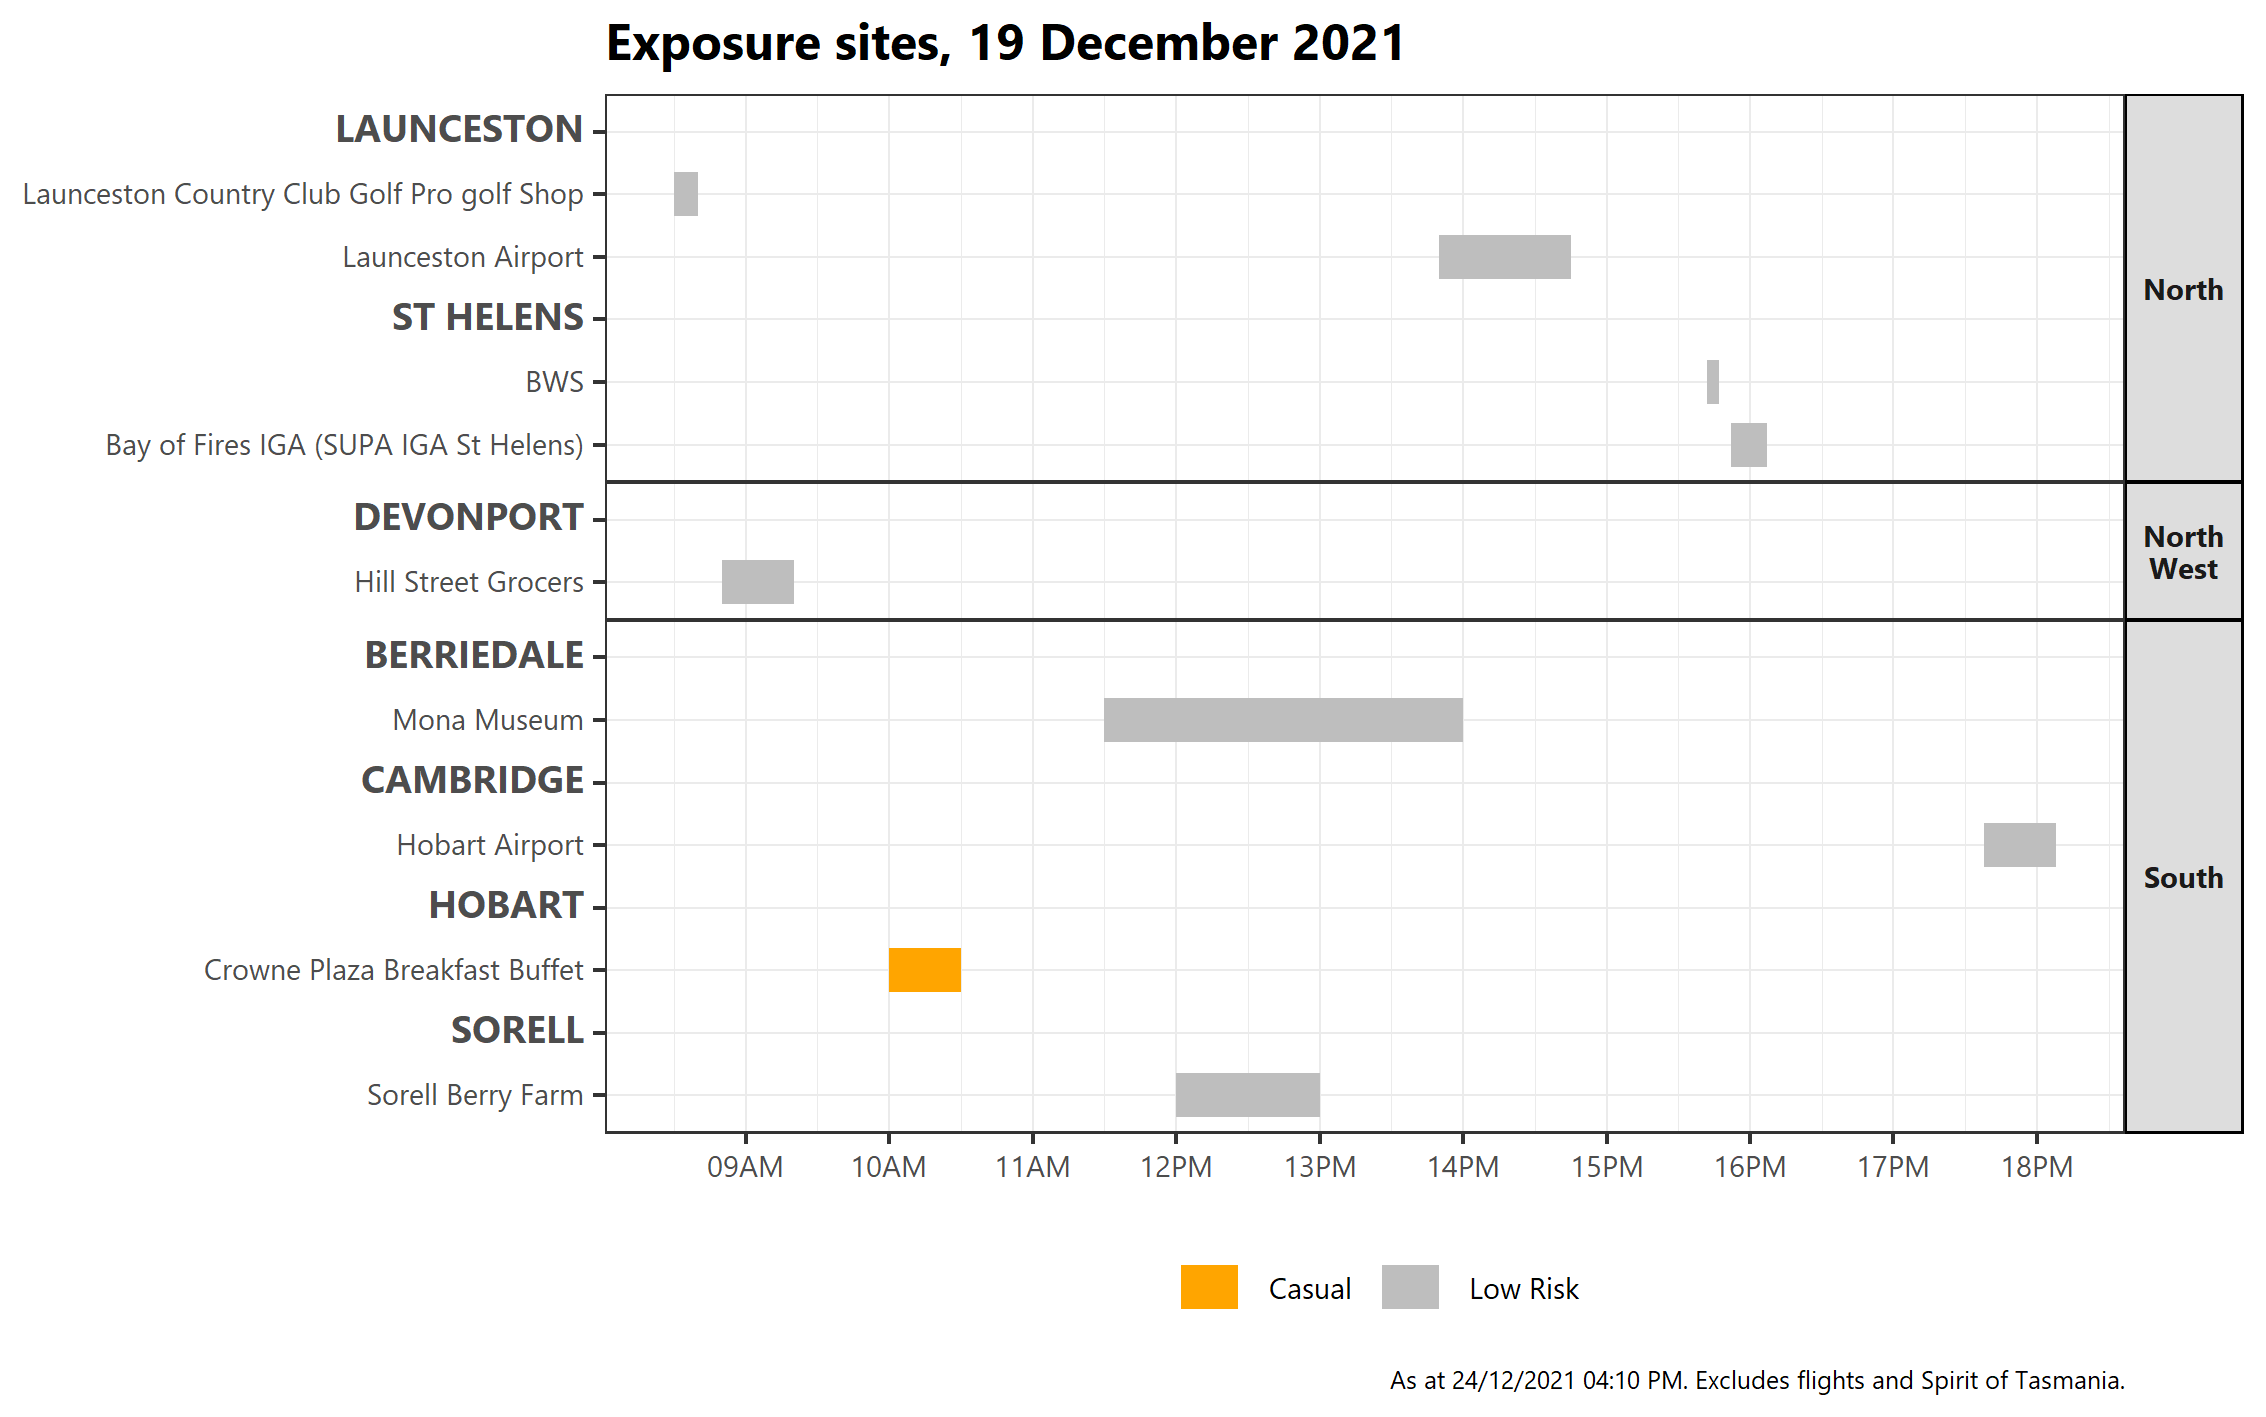 Exposure sites, 19 December 2021
LAUNCESTON
Launceston Country Club Golf Pro golf Shop
Launceston Airport
ST HELENS
BWS
Bay of Fires IGA (SUPA IGA St Helens)
North
DEVONPORT
Hill Street Grocers
North
West
BERRIEDALE
Mona Museum
CAMBRIDGE
Hobart Airport
HOBART
Crowne Plaza Breakfast Buffet
SORELL
Sorell Berry Farm
South
09AM 10AM 11AM 12PM 13PM 14PM 15PM 16PM 17PM 18PM
Casual Low Risk
As at 24/12/2021 04:10 PM. Excludes flights and Spirit of Tasmania.